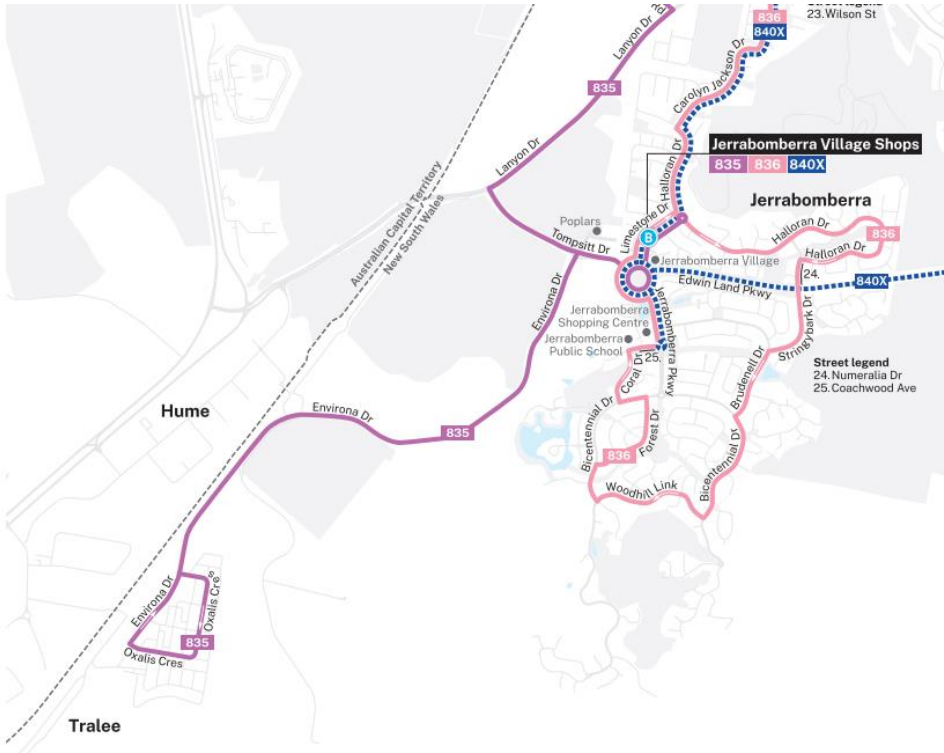 Street legend
23.Wilson St
836
840X
Lanyon Dr
Rd
835
Carolyn Jackson Dr
Lanyon Dr
Jerrabomberra Village Shops
835 836 840X
Halloran Dr
Jerrabomberra
Limestone Dr
Poplars
B
Halloran Dr
836
Halloran Dr
Australian Capital Territory
New South Wales
Tompsitt Dr
Jerrabomberra Village
24.
Edwin Land Pkwy
840X
Environa Dr
Jerrabomberra
Shopping Centre
Jerrabomberra
Public School
Jerrabomberra Pkwy
25.
Stringybark Dr
Street legend
24.Numeralia Dr
25.Coachwood Ave
Coral Dr
Brudenell Dr
Hume
Environa Dr
835
Bicentennial Dr
Forest Dr
836
Bicentennial Dr
Woodhill Link
Environa Dr
Oxalis Cres
835
Oxalis Cres
Tralee